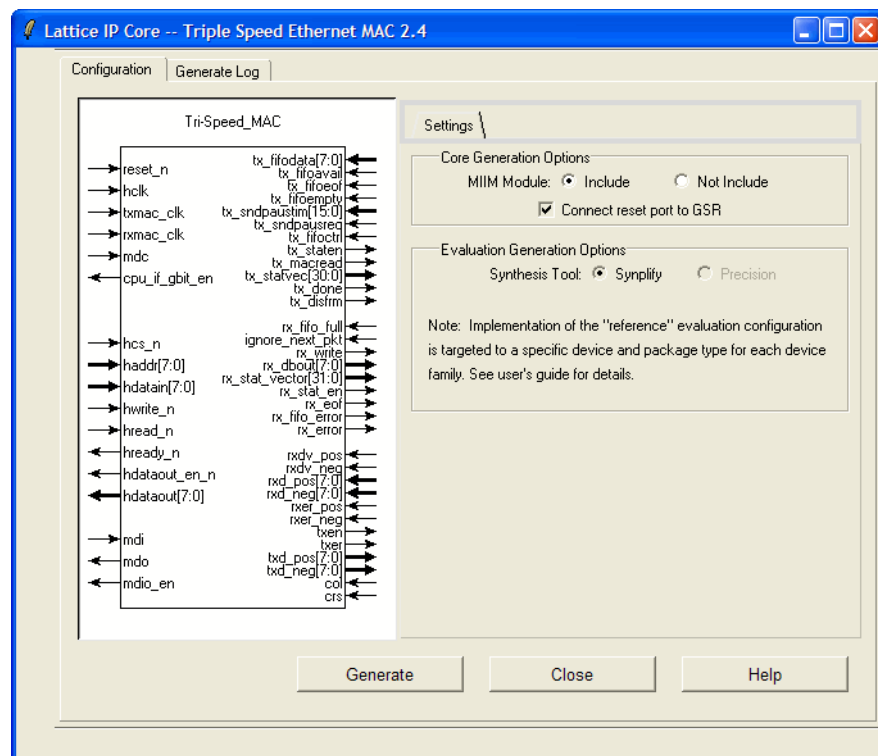 Lattice IP Core -- Triple Speed Ethernet MAC 2.4
Configuration
Generate Log
Tri-Speed_MAC
reset_n
hclk
txmac_clk
rxmac_clk
mdc
cpu_if_gbit_en
hcs_n
haddr[7:0]
hdatain[7:0]
hwrite_n
hread_n
hready_n
hdataout_en_n
hdataout[7:0]
mdi
mdo
mdio_en
tx_fifodata[7:0]
tx_fifoavail
tx_fifoeof
tx_fifoempty
tx_sndpaustim[15:0]
tx_sndpausreq
tx_fifoctrl
tx_staten
tx_macread
tx_statvec[30:0]
tx_done
tx_disfrm
rx_fifo_full
ignore_next_pkt
rx_write
rx_dbout[7:0]
rx_stat_vector[31:0]
rx_stat_en
rx_eof
rx_fifo_error
rx_error
rxdv_pos
rxdv_neg
rxd_pos[7:0]
rxd_neg[7:0]
rxer_pos
rxer_neg
txen
txer
txd_pos[7:0]
txd_neg[7:0]
col
crs
Settings
Core Generation Options
MIIM Module: Include Not Include
Connect reset port to GSR
Evaluation Generation Options
Synthesis Tool: Synplify Precision
Note: Implementation of the "reference" evaluation configuration
is targeted to a specific device and package type for each device
family. See user's guide for details.
Generate
Close
Help